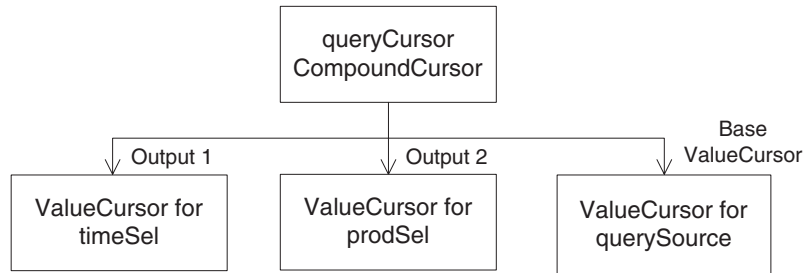 queryCursor
CompoundCursor
Output 1
Output 2
Base
ValueCursor
ValueCursor for
timeSel
ValueCursor for
prodSel
ValueCursor for
querySource